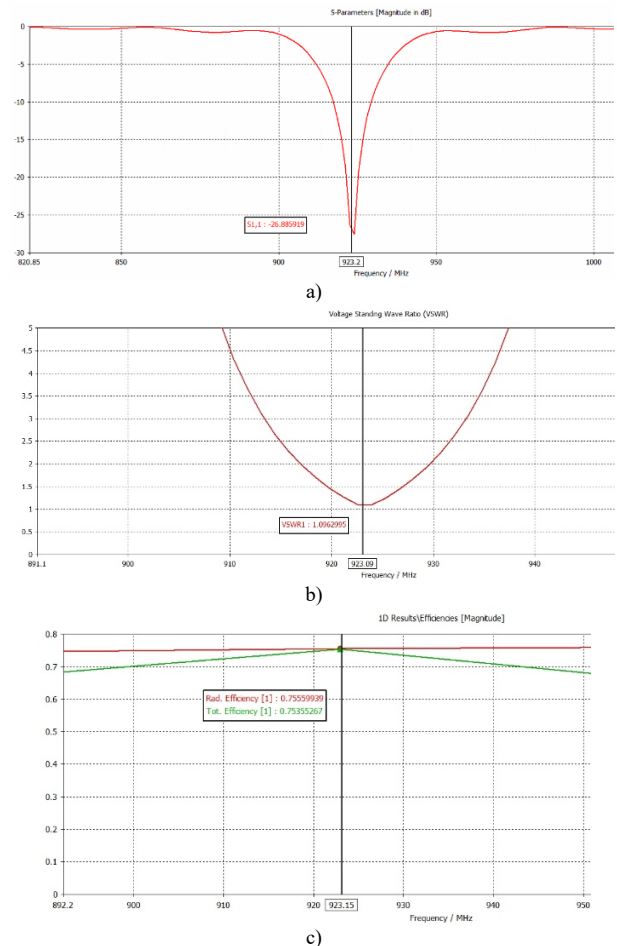 S-Parameters [Magnitude in dB]
0
-5
-10
-15
-20
-25
-30
S1,1 : -26.885919
820.85 850 900 923.2 950 1000
Frequency / MHz
a)
Voltage Standng Wave Ratio (VSWR)
5
4.5
4
3.5
3
2.5
2
1.5
1
0.5
0
VSWR1 : 1.0962995
891.1 900 910 920 923.09 930 940
Frequency / MHz
b)
1D Results\Efficiencies [Magnitude]
0.8
0.7
0.6
0.5
0.4
0.3
0.2
0.1
0
Rad. Efficiency [1] : 0.75559939
Tot. Efficiency [1] : 0.75355267
892.2 900 910 923.15 930 940 950
Frequency / MHz
c)